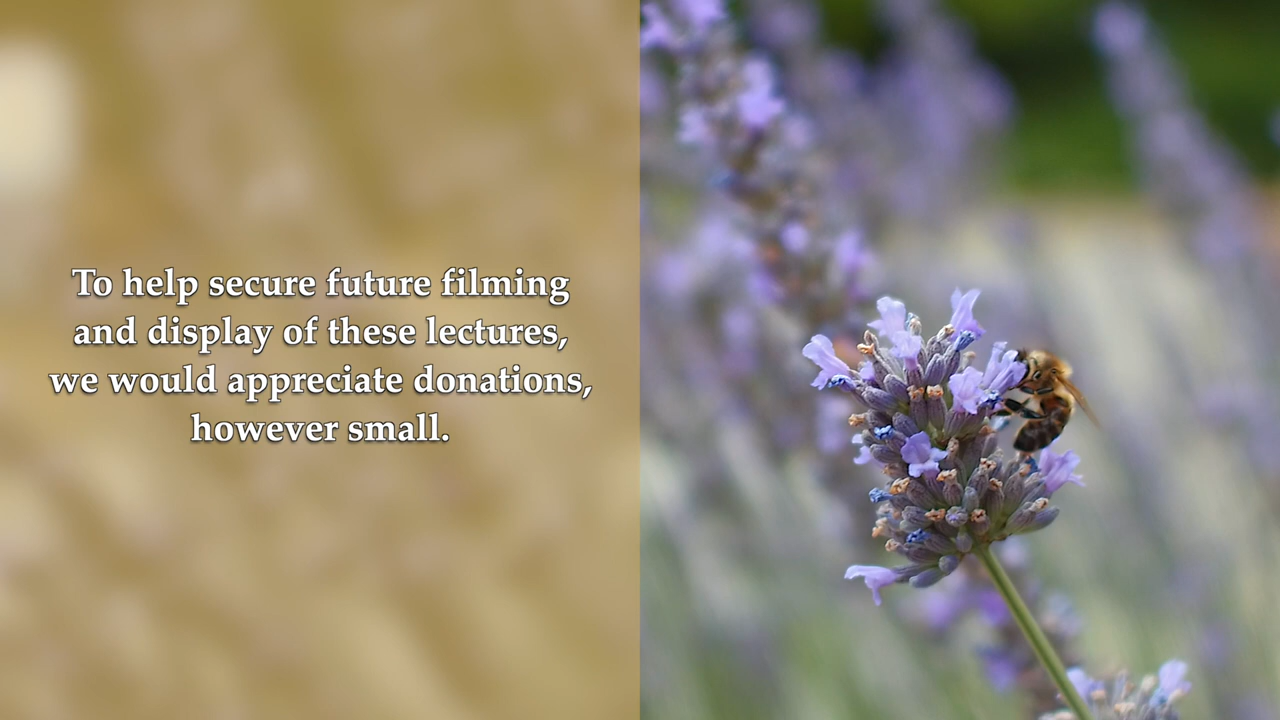 To help secure future filming
and display of these lectures,
we would appreciate donations,
however small.